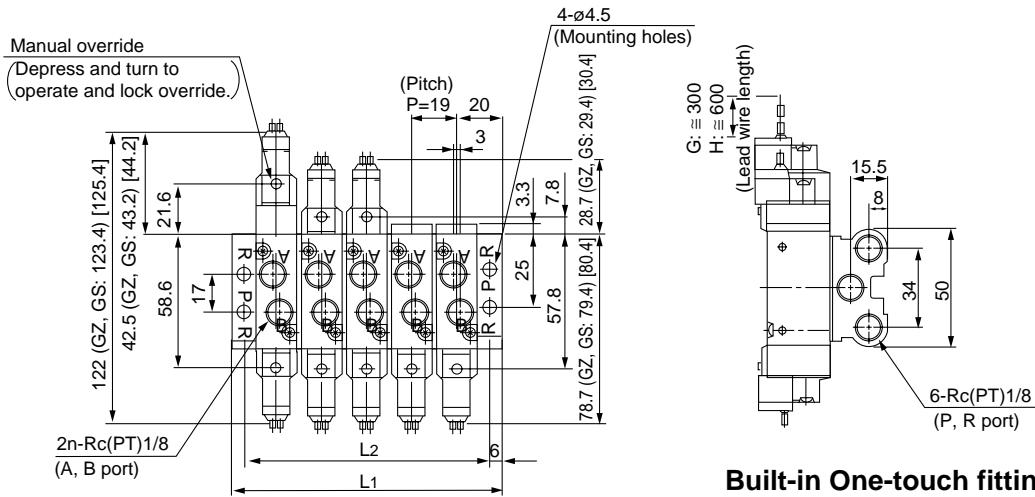 Manual override
(Depress and turn to
operate and lock override.)
4-ø4.5
(Mounting holes)
(Pitch)
P=19
20
3
122 (GZ, GS: 123.4) [125.4]
42.5 (GZ, GS: 43.2) [44.2]
21.6
58.6
17
3.3
7.8
28.7 (GZ, GS: 29.4) [30.4]
25
57.8
78.7 (GZ, GS: 79.4) [80.4]
R
P
R
A
A
A
A
A
B
B
B
B
B
R
P
R
2n-Rc(PT)1/8
(A, B port)
L2
6
L1
G: ≅ 300
H: ≅ 600
(Lead wire length)
15.5
8
34
50
6-Rc(PT)1/8
(P, R port)
Built-in One-touch fittin